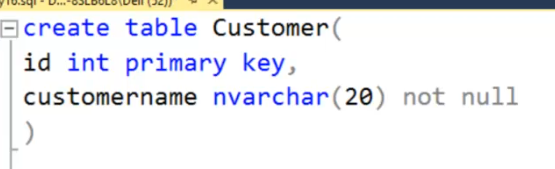 create table Customer(
id int primary key,
customername nvarchar(20) not null
)